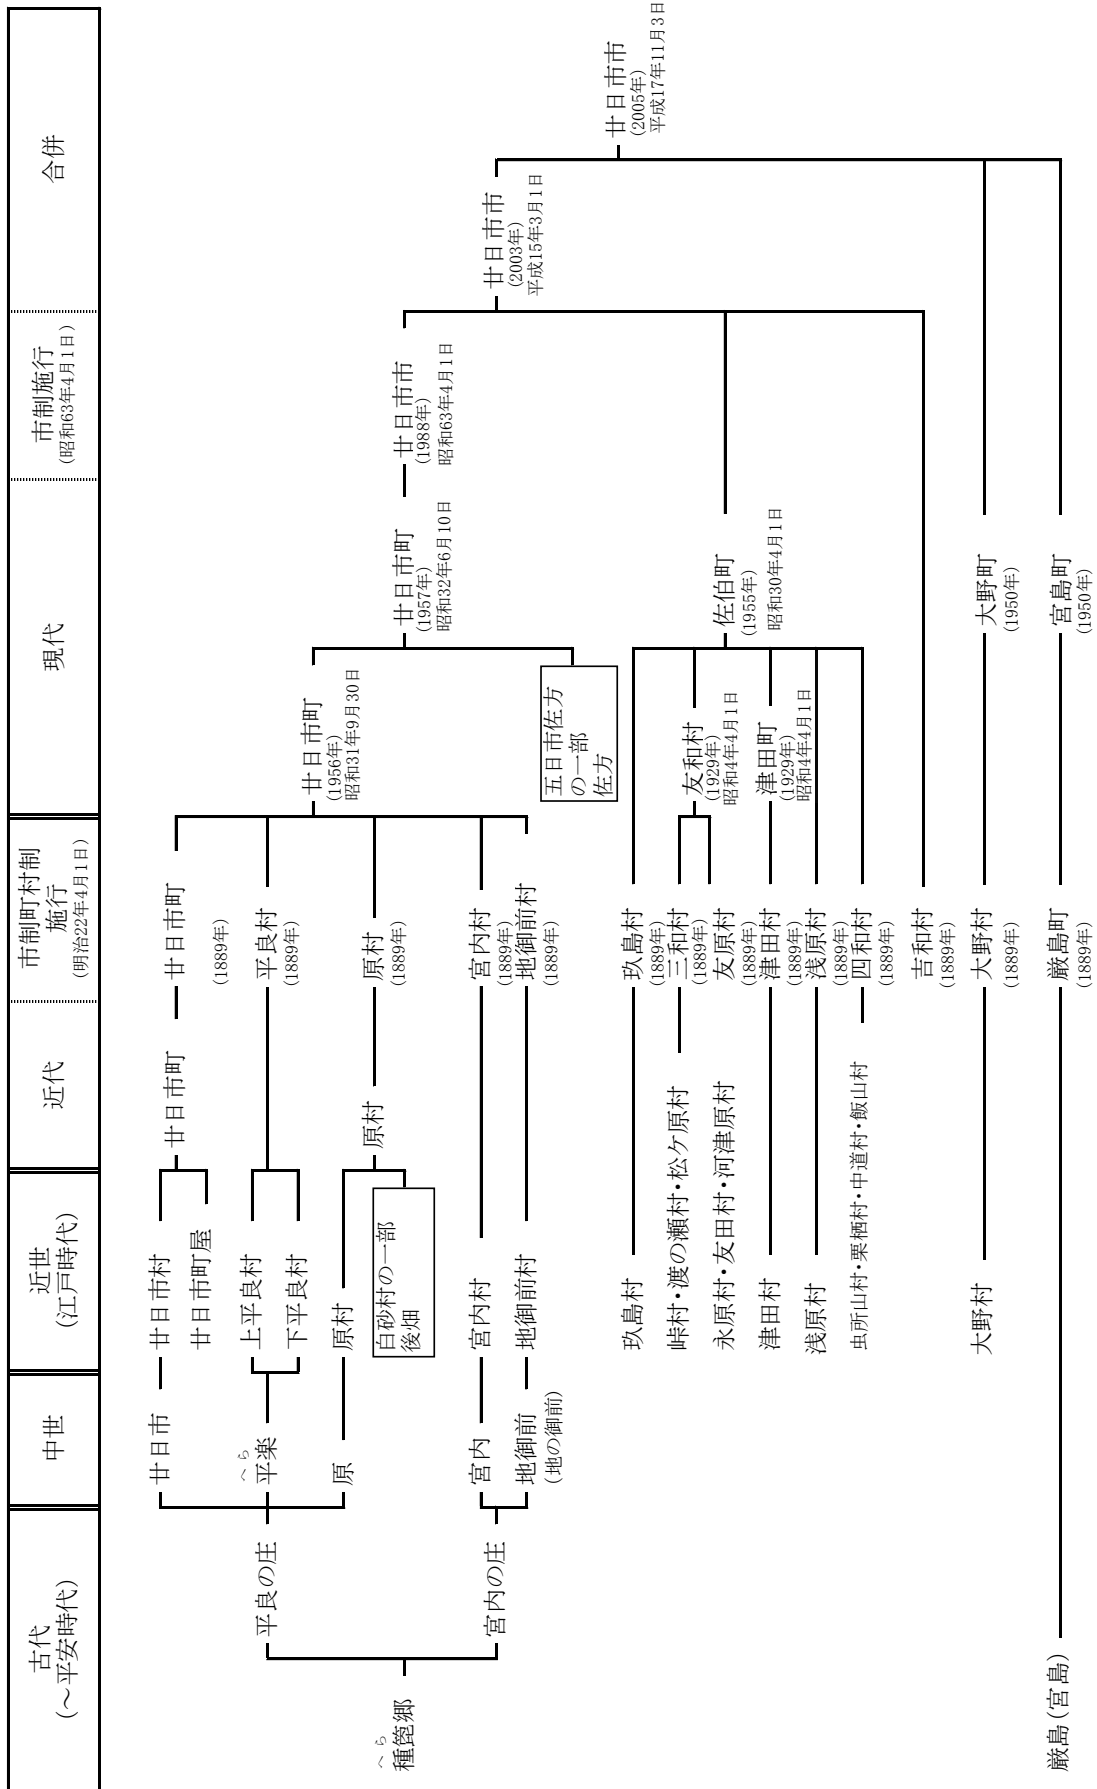 古代
(～平安時代)
中世
近世
(江戸時代)
近代
市制町村制
施行
(明治22年4月1日)
現代
市制施行
(昭和63年4月1日)
合併
へら
種箆郷
平良の庄
宮内の庄
廿日市
へら
平楽
原
宮内
地御前
(地の御前)
廿日市村
廿日市町屋
上平良村
下平良村
原村
白砂村の一部
後畑
宮内村
地御前村
廿日市町
原村
廿日市町
(1889年)
平良村
(1889年)
原村
(1889年)
宮内村
(1889年)
地御前村
(1889年)
廿日市町
(1956年)
昭和31年9月30日
五日市佐方
の一部
佐方
廿日市町
(1957年)
昭和32年6月10日
廿日市市
(1988年)
昭和63年4月1日
廿日市市
(2003年)
平成15年3月1日
廿日市市
(2005年)
平成17年11月3日
玖島村
玖島村
(1889年)
峠村・渡の瀬村・松ケ原村
三和村
(1889年)
永原村・友田村・河津原村
友原村
(1889年)
友和村
(1929年)
昭和4年4月1日
津田村
津田村
(1889年)
津田町
(1929年)
昭和4年4月1日
浅原村
浅原村
(1889年)
虫所山村・栗栖村・中道村・飯山村
四和村
(1889年)
佐伯町
(1955年)
昭和30年4月1日
吉和村
(1889年)
大野村
大野村
(1889年)
大野町
(1950年)
厳島(宮島)
厳島町
(1889年)
宮島町
(1950年)